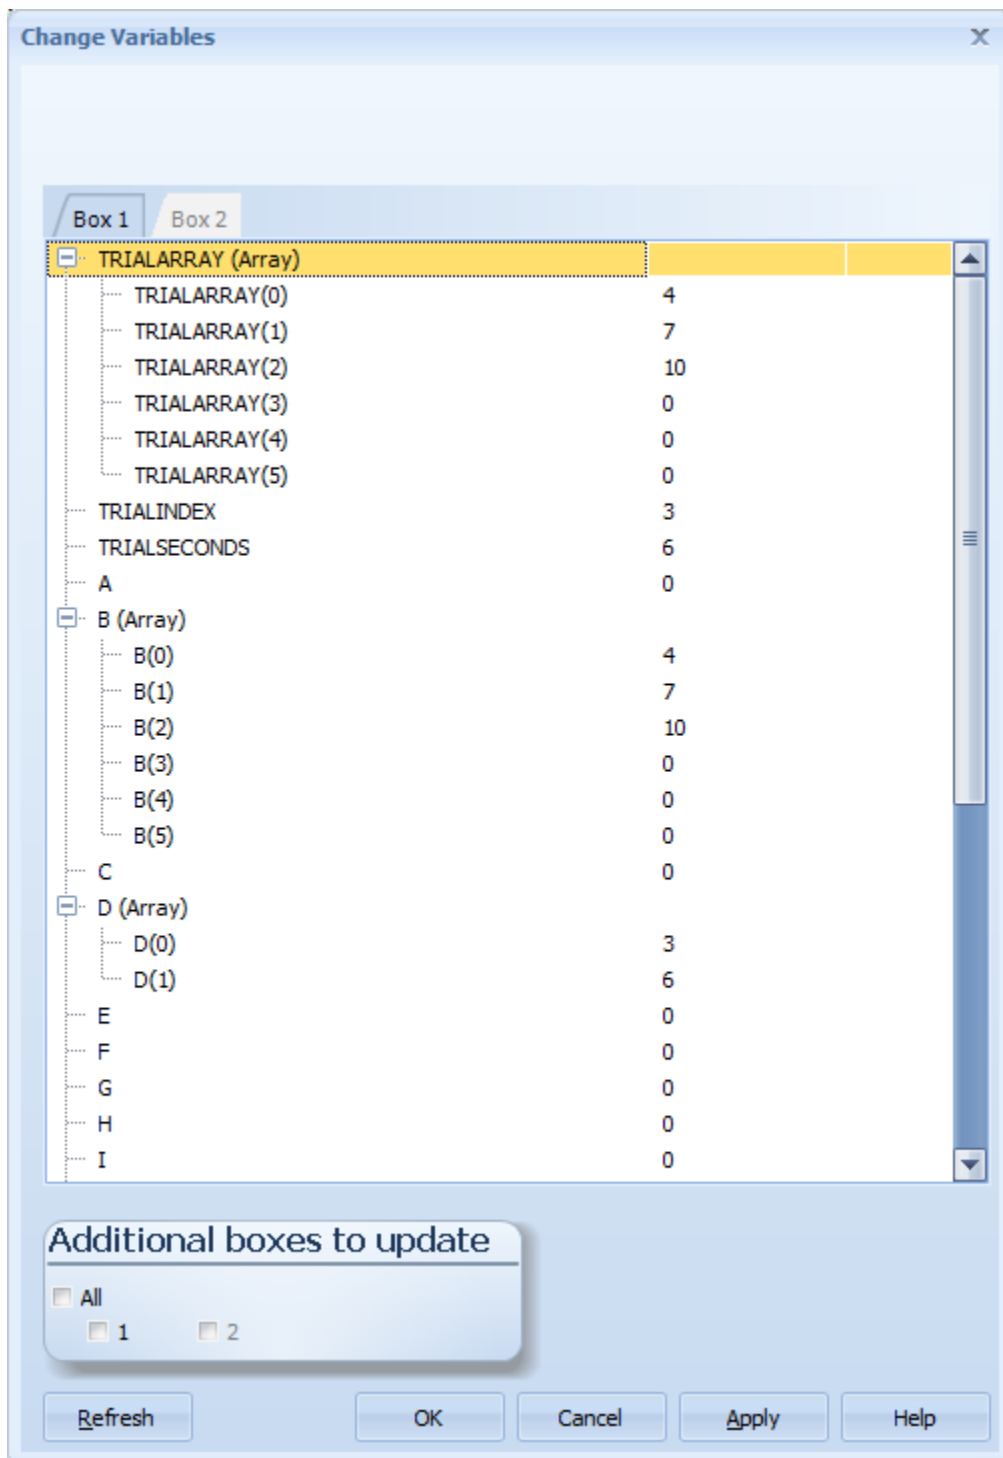 Change Variables x
Box 1 Box 2
TRIALARRAY (Array)
TRIALARRAY(0) 4
TRIALARRAY(1) 7
TRIALARRAY(2) 10
TRIALARRAY(3) 0
TRIALARRAY(4) 0
TRIALARRAY(5) 0
TRIALINDEX 3
TRIALSECONDS 6
A 0
B (Array)
B(0) 4
B(1) 7
B(2) 10
B(3) 0
B(4) 0
B(5) 0
C 0
D (Array)
D(0) 3
D(1) 6
E 0
F 0
G 0
H 0
I 0
Additional boxes to update
All
1 2
Refresh OK Cancel Apply Help